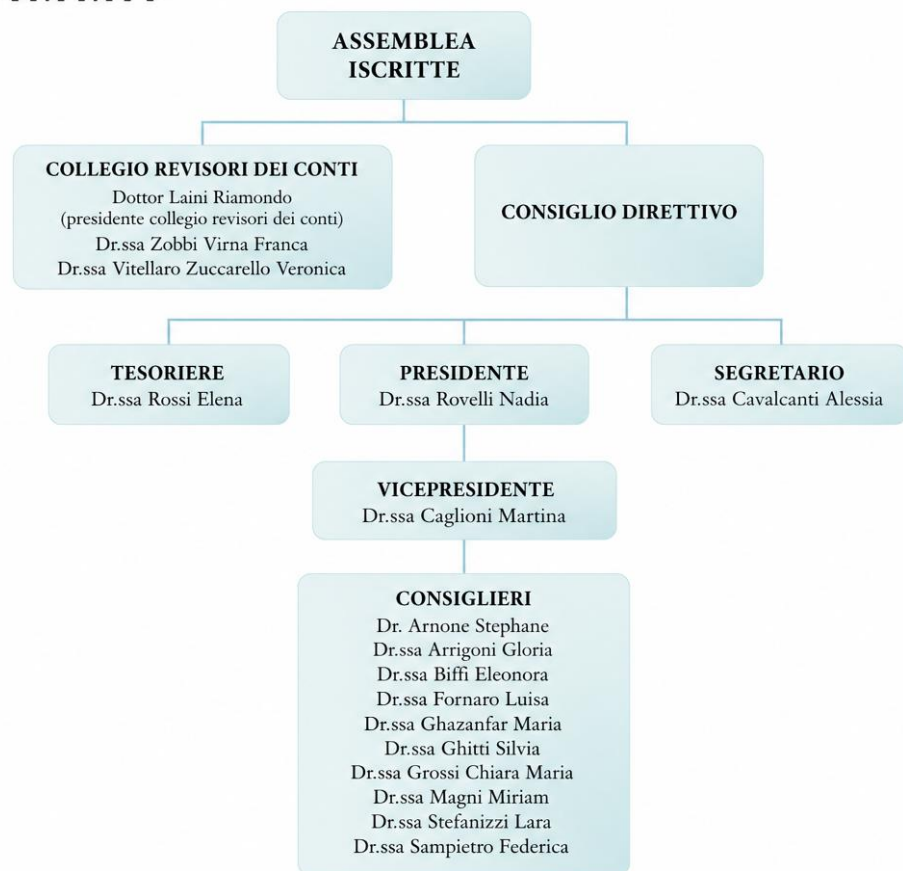 ASSEMBLEA
ISCRITTE
COLLEGIO REVISORI DEI CONTI
Dottor Laini Riamondo
(presidente collegio revisori dei conti)
Dr.ssa Zobbi Virna Franca
Dr.ssa Vitellaro Zuccarello Veronica
CONSIGLIO DIRETTIVO
TESORIERE
Dr.ssa Rossi Elena
PRESIDENTE
Dr.ssa Rovelli Nadia
SEGRETARIO
Dr.ssa Cavalcanti Alessia
VICEPRESIDENTE
Dr.ssa Caglioni Martina
CONSIGLIERI
Dr. Arnone Stephane
Dr.ssa Arrigoni Gloria
Dr.ssa Biffi Eleonora
Dr.ssa Fornaro Luisa
Dr.ssa Ghazanfar Maria
Dr.ssa Ghitti Silvia
Dr.ssa Grossi Chiara Maria
Dr.ssa Magni Miriam
Dr.ssa Stefanizzi Lara
Dr.ssa Sampietro Federica